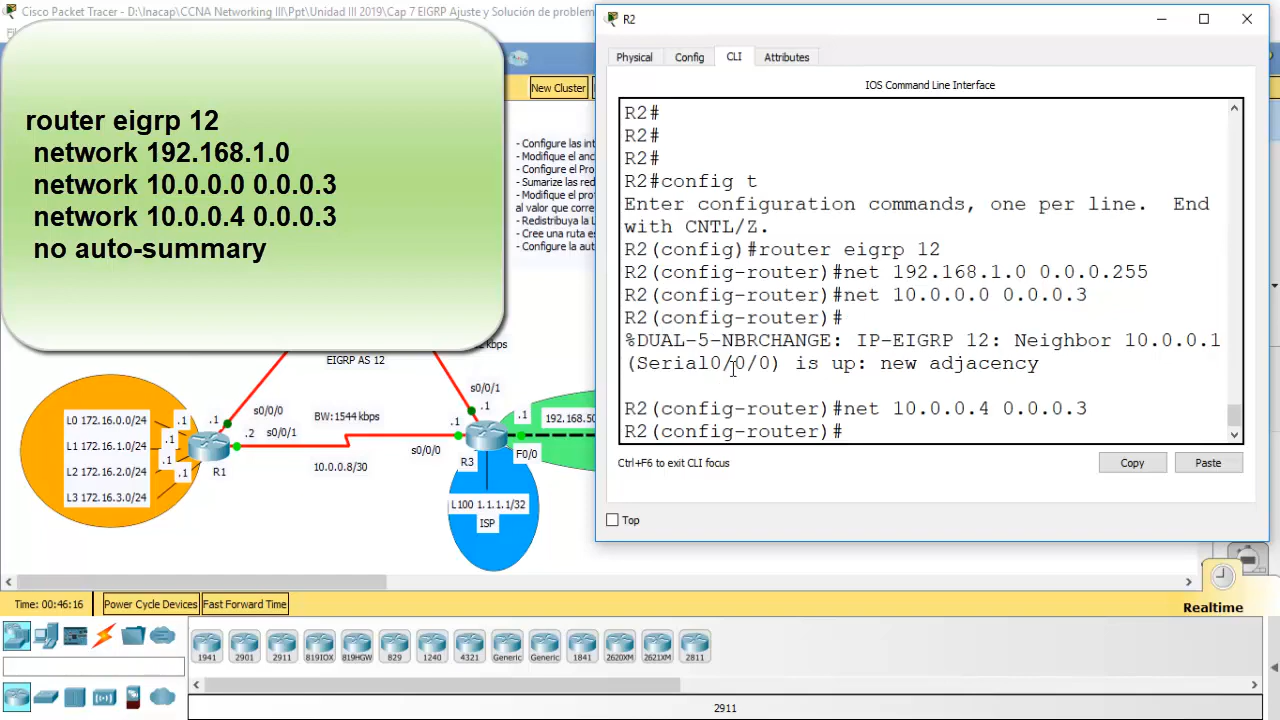 Cisco Packet Tracer - D:\Inacap\CCNA Networking III\Ppt\Unidad III 2019\Cap 7 EIGRP Ajuste y Solución de problem
R2
Physical
Config
CLI
Attributes
IOS Command Line Interface
New Cluster
router eigrp 12
network 192.168.1.0
network 10.0.0.0 0.0.0.3
network 10.0.0.4 0.0.0.3
no auto-summary
- Configure las int
- Modifique el anc
- Configure el Pro
- Sumarize las red
- Modifique el prot
al valor que corre
- Redistribuya la L
- Cree una ruta es
- Configure la aut
R2#
R2#
R2#
R2#config t
Enter configuration commands, one per line.  End
with CNTL/Z.
R2(config)#router eigrp 12
R2(config-router)#net 192.168.1.0 0.0.0.255
R2(config-router)#net 10.0.0.0 0.0.0.3
R2(config-router)#
%DUAL-5-NBRCHANGE: IP-EIGRP 12: Neighbor 10.0.0.1
(Serial0/0/0) is up: new adjacency
R2(config-router)#net 10.0.0.4 0.0.0.3
R2(config-router)#
Ctrl+F6 to exit CLI focus
Copy
Paste
Top
kbps
EIGRP AS 12
s0/0/1
.1
L0 172.16.0.0/24
.1
.1
s0/0/0
BW:1544 kbps
.1
.1
192.168.50
L1 172.16.1.0/24
.1
.2
s0/0/1
L2 172.16.2.0/24
.1
R1
10.0.0.8/30
s0/0/0
R3
F0/0
L3 172.16.3.0/24
.1
L100 1.1.1.1/32
ISP
Time: 00:46:16
Power Cycle Devices
Fast Forward Time
Realtime
1941
2901
2911
819IOX
819HGW
829
1240
4321
Generic
Generic
1841
2620XM
2621XM
2811
2911